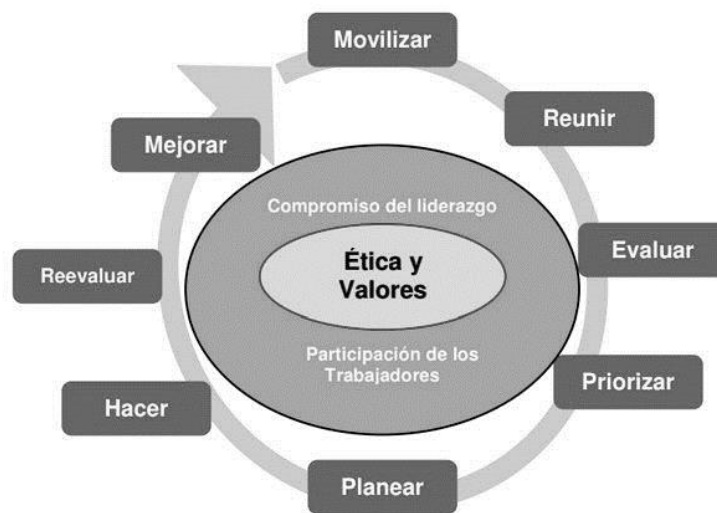 Movilizar
Reunir
Evaluar
Priorizar
Planear
Hacer
Reevaluar
Mejorar
Compromiso del liderazgo
Ética y
Valores
Participación de los
Trabajadores